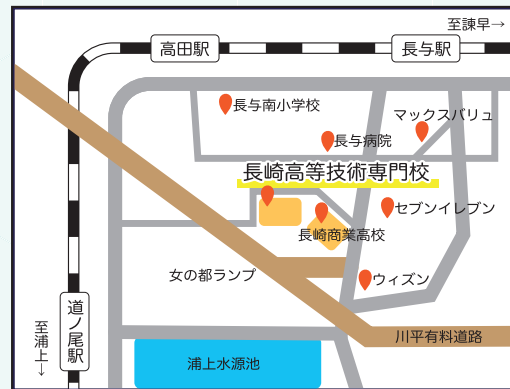 至諫早→
高田駅
長与駅
長与南小学校
マックスバリュ
長与病院
長崎高等技術専門校
セブンイレブン
長崎商業高校
女の都ランプ
ウィズン
道ノ尾駅
至浦上→
川平有料道路
浦上水源池